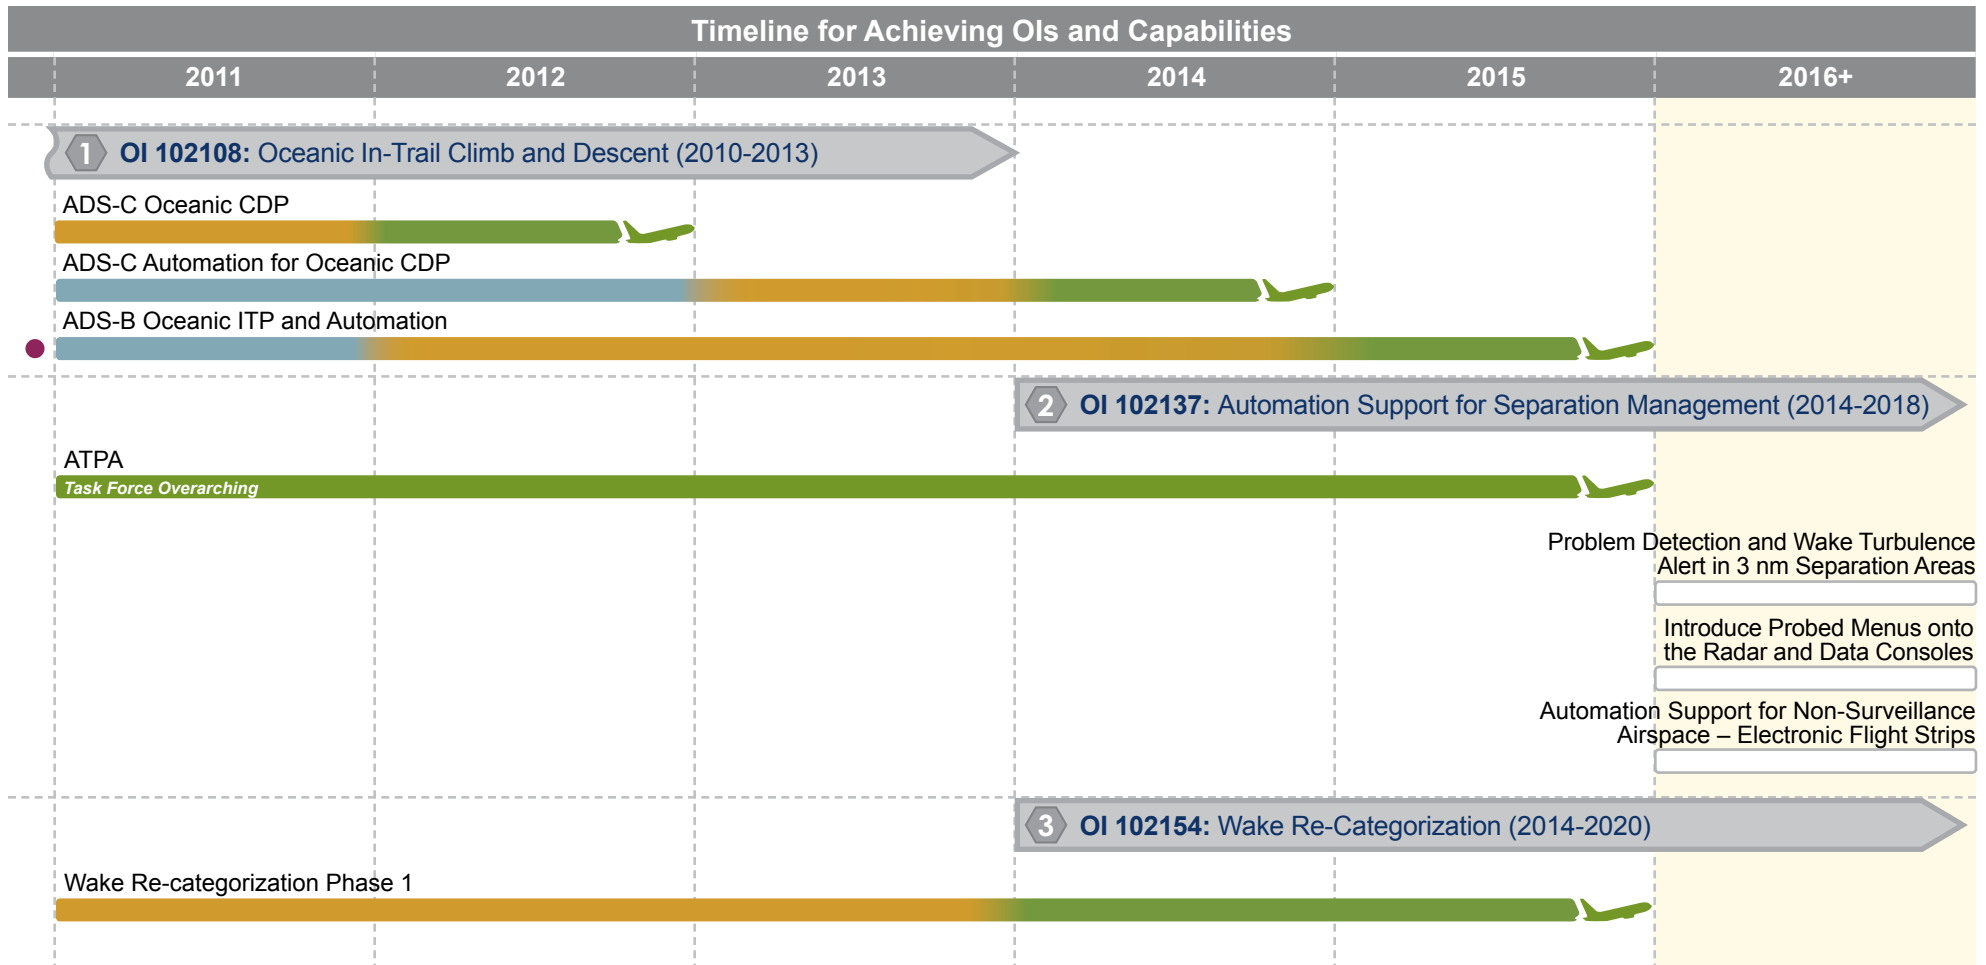 Timeline for Achieving OIs and Capabilities
2011 2012 2013 2014 2015 2016+
1 OI 102108: Oceanic In-Trail Climb and Descent (2010-2013)
ADS-C Oceanic CDP
ADS-C Automation for Oceanic CDP
ADS-B Oceanic ITP and Automation
2 OI 102137: Automation Support for Separation Management (2014-2018)
ATPA
Task Force Overarching
Problem Detection and Wake Turbulence
Alert in 3 nm Separation Areas
Introduce Probed Menus onto
the Radar and Data Consoles
Automation Support for Non-Surveillance
Airspace – Electronic Flight Strips
3 OI 102154: Wake Re-Categorization (2014-2020)
Wake Re-categorization Phase 1